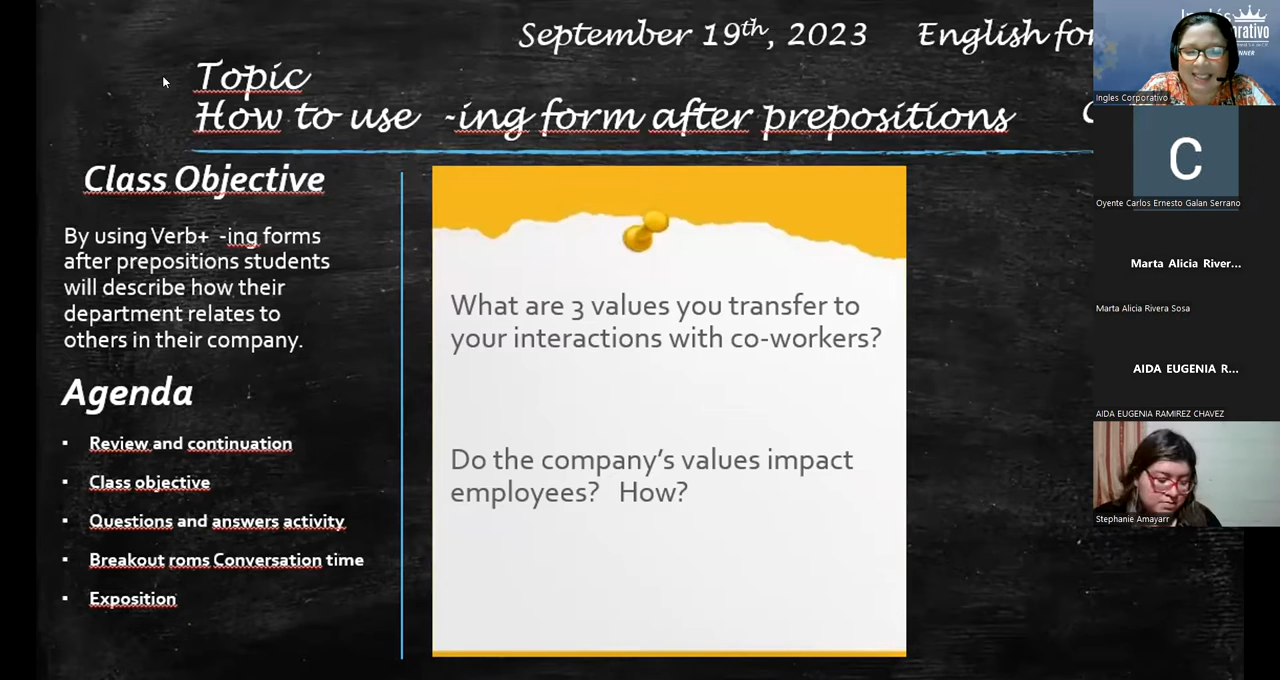 September 19th, 2023 English for
Topic
How to use -ing form after prepositions
Class Objective
By using Verb+ -ing forms
after prepositions students
will describe how their
department relates to
others in their company.
Agenda
▪ Review and continuation
▪ Class objective
▪ Questions and answers activity
▪ Breakout roms Conversation time
▪ Exposition
What are 3 values you transfer to
your interactions with co-workers?
Do the company's values impact
employees? How?
Ingles Corporativo
C
Oyente Carlos Ernesto Galan Serrano
Marta Alicia River...
Marta Alicia Rivera Sosa
AIDA EUGENIA R...
AIDA EUGENIA RAMIREZ CHAVEZ
Stephanie Amayarr